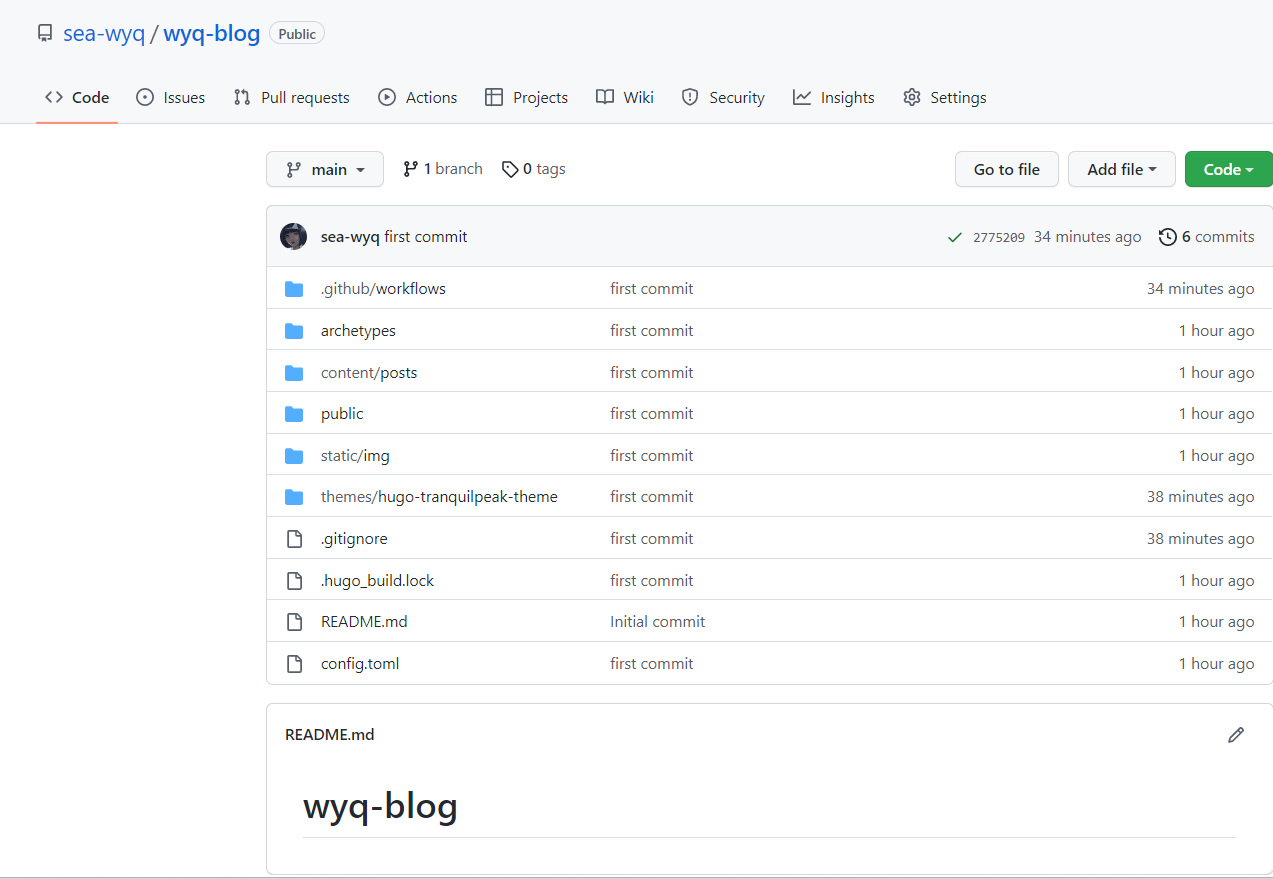 sea-wyq / wyq-blog Public
Code Issues Pull requests Actions Projects Wiki Security Insights Settings
main 1 branch 0 tags Go to file Add file Code
sea-wyq first commit 2775209 34 minutes ago 6 commits
.github/workflows first commit 34 minutes ago
archetypes first commit 1 hour ago
content/posts first commit 1 hour ago
public first commit 1 hour ago
static/img first commit 1 hour ago
themes/hugo-tranquilpeak-theme first commit 38 minutes ago
.gitignore first commit 38 minutes ago
.hugo_build.lock first commit 1 hour ago
README.md Initial commit 1 hour ago
config.toml first commit 1 hour ago
README.md
wyq-blog